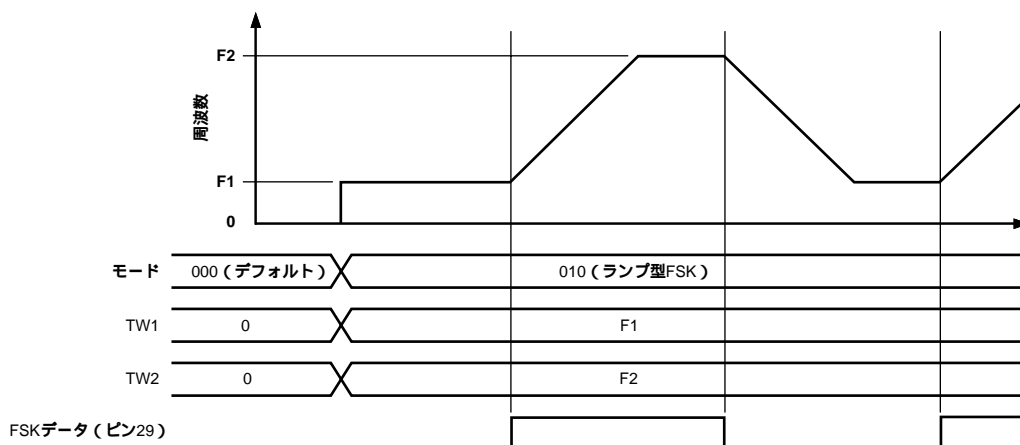 F2
周波数
F1
0
モード 000（デフォルト） 010（ランプ型FSK）
TW1 0 F1
TW2 0 F2
FSKデータ（ピン29）